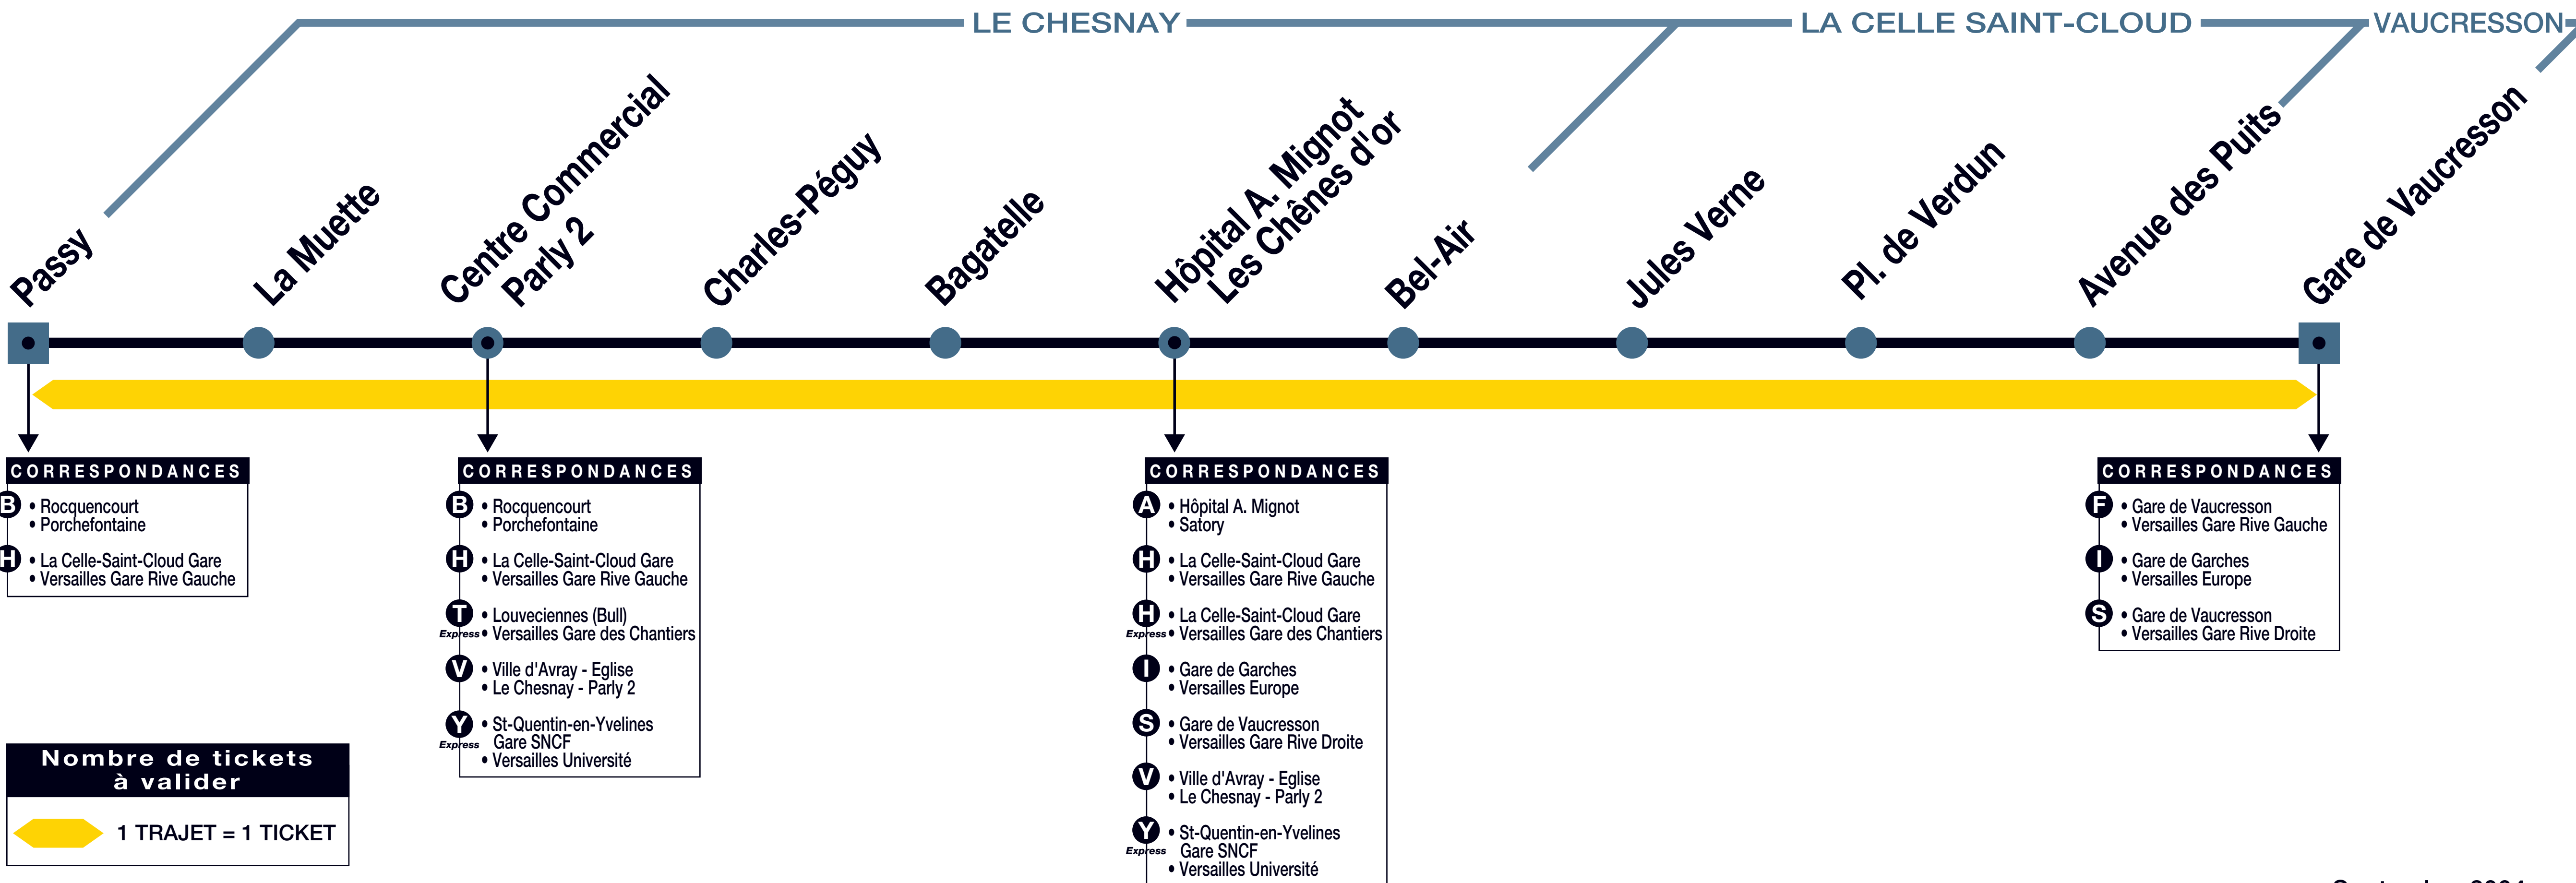 LE CHESNAY
LA CELLE SAINT-CLOUD
VAUCRESSON
Passy
La Muette
Centre Commercial
Parly 2
Charles-Péguy
Bagatelle
Hôpital A. Mignot
Les Chênes d'or
Bel-Air
Jules Verne
Pl. de Verdun
Avenue des Puits
Gare de Vaucresson
CORRESPONDANCES
B • Rocquencourt
• Porchefontaine
H • La Celle-Saint-Cloud Gare
• Versailles Gare Rive Gauche
CORRESPONDANCES
B • Rocquencourt
• Porchefontaine
H • La Celle-Saint-Cloud Gare
• Versailles Gare Rive Gauche
T • Louveciennes (Bull)
Express • Versailles Gare des Chantiers
V • Ville d'Avray - Eglise
• Le Chesnay - Parly 2
Y • St-Quentin-en-Yvelines
Express Gare SNCF
• Versailles Université
CORRESPONDANCES
A • Hôpital A. Mignot
• Satory
H • La Celle-Saint-Cloud Gare
• Versailles Gare Rive Gauche
H • La Celle-Saint-Cloud Gare
Express • Versailles Gare des Chantiers
I • Gare de Garches
• Versailles Europe
S • Gare de Vaucresson
• Versailles Gare Rive Droite
V • Ville d'Avray - Eglise
• Le Chesnay - Parly 2
Y • St-Quentin-en-Yvelines
Express Gare SNCF
• Versailles Université
CORRESPONDANCES
F • Gare de Vaucresson
• Versailles Gare Rive Gauche
I • Gare de Garches
• Versailles Europe
S • Gare de Vaucresson
• Versailles Gare Rive Droite
Nombre de tickets
à valider
1 TRAJET = 1 TICKET